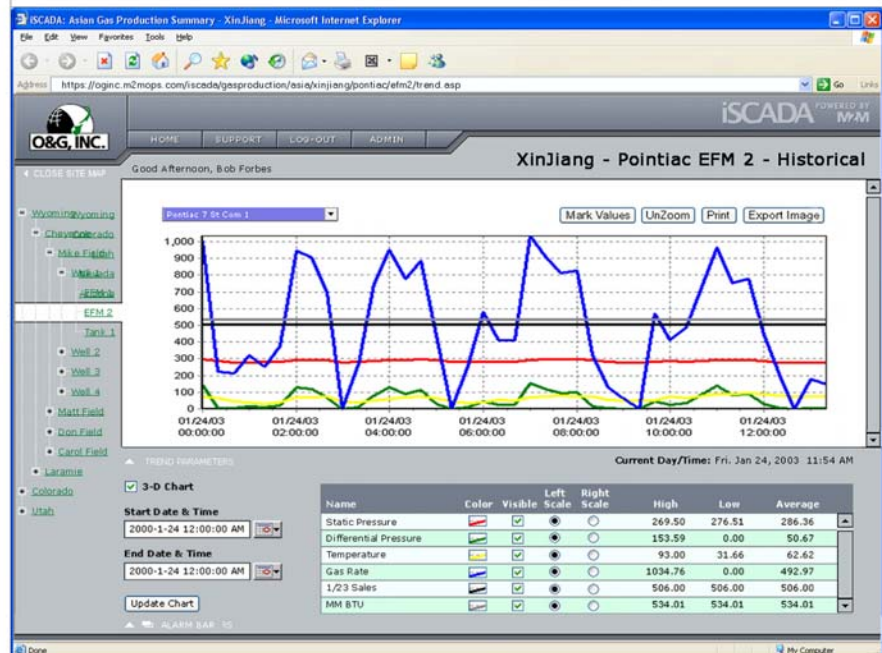 iSCADA: Asian Gas Production Summary - XinJiang - Microsoft Internet Explorer
File Edit View Favorites Tools Help
Address https://oginc.m2mops.com/iscada/gasproduction/asia/xinjiang/pontiac/efm2/trend.asp Go Links
O&G, INC.
iSCADA POWERED BY M2M
HOME SUPPORT LOG-OUT ADMIN
CLOSE SITE MAP
Good Afternoon, Bob Forbes
XinJiang - Pointiac EFM 2 - Historical
Wyoming
EFM 2
Tank 1
Well 2
Well 3
Well 4
Matt Field
Don Field
Carol Field
Laramie
Colorado
Utah
Pontiac 7 St Com 1
Mark Values UnZoom Print Export Image
1,000
900
800
700
600
500
400
300
200
100
0
01/24/03 01/24/03 01/24/03 01/24/03 01/24/03 01/24/03 01/24/03
00:00:00 02:00:00 04:00:00 06:00:00 08:00:00 10:00:00 12:00:00
TREND PARAMETERS
Current Day/Time: Fri. Jan 24, 2003 11:54 AM
3-D Chart
Start Date & Time
2000-1-24 12:00:00 AM
End Date & Time
2000-1-24 12:00:00 AM
Update Chart
Name Color Visible Left Scale Right Scale High Low Average
Static Pressure 269.50 276.51 286.36
Differential Pressure 153.59 0.00 50.67
Temperature 93.00 31.66 62.62
Gas Rate 1034.76 0.00 492.97
1/23 Sales 506.00 506.00 506.00
MM BTU 534.01 534.01 534.01
ALARM BAR
Done My Computer